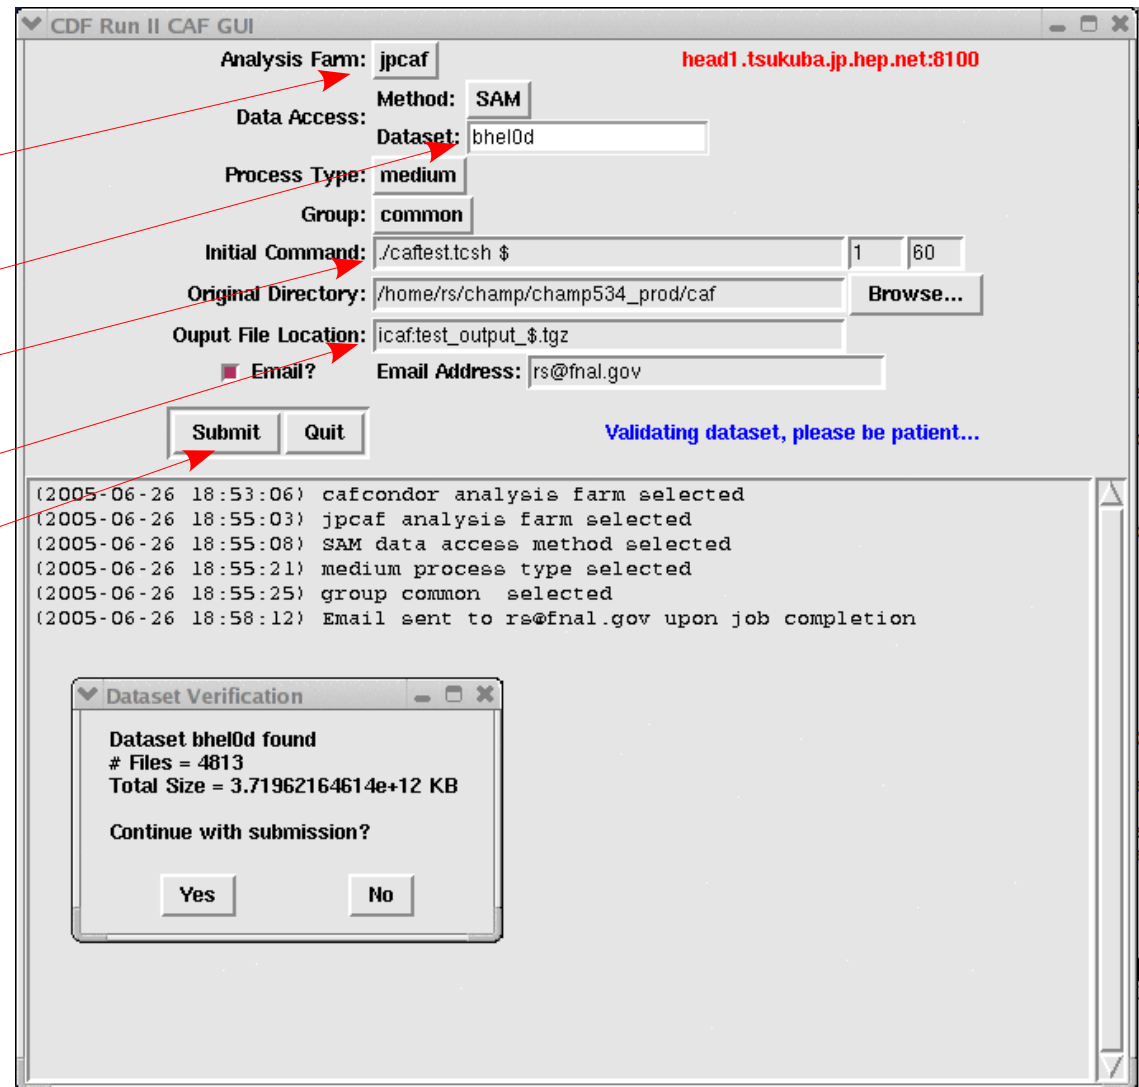 CDF Run II CAF GUI
Analysis Farm: jpcaf head1.tsukuba.jp.hep.net:8100
Data Access:
Method: SAM
Dataset: bhel0d
Process Type: medium
Group: common
Initial Command: ./caftest.tcsh $ 1 60
Original Directory: /home/rs/champ/champ534_prod/caf Browse...
Ouput File Location: icaf:test_output_$.tgz
Email? Email Address: rs@fnal.gov
Submit Quit Validating dataset, please be patient...
(2005-06-26 18:53:06) cafcondor analysis farm selected
(2005-06-26 18:55:03) jpcaf analysis farm selected
(2005-06-26 18:55:08) SAM data access method selected
(2005-06-26 18:55:21) medium process type selected
(2005-06-26 18:55:25) group common  selected
(2005-06-26 18:58:12) Email sent to rs@fnal.gov upon job completion
Dataset Verification
Dataset bhel0d found
# Files = 4813
Total Size = 3.71962164614e+12 KB
Continue with submission?
Yes No